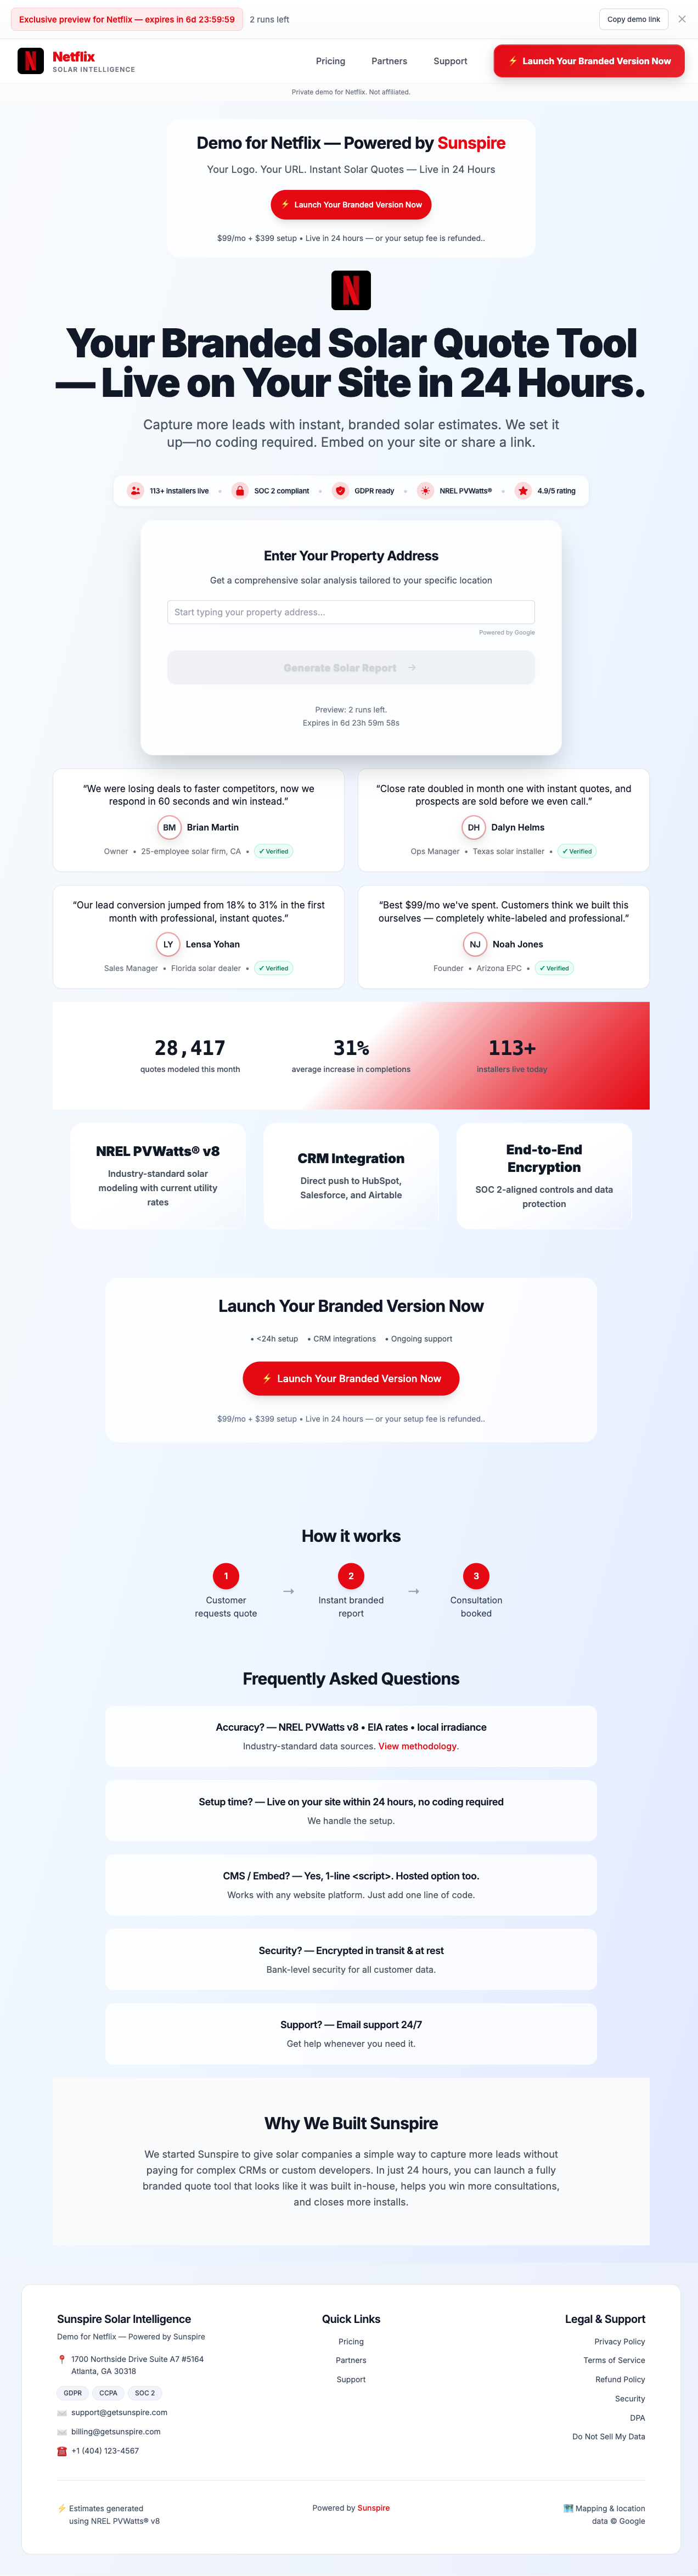 Exclusive preview for Netflix — expires in 6d 23:59:59
2 runs left
Copy demo link
Netflix
SOLAR INTELLIGENCE
Pricing
Partners
Support
⚡ Launch Your Branded Version Now
Private demo for Netflix. Not affiliated.
Demo for Netflix — Powered by Sunspire
Your Logo. Your URL. Instant Solar Quotes — Live in 24 Hours
⚡ Launch Your Branded Version Now
$99/mo + $399 setup • Live in 24 hours — or your setup fee is refunded..
Your Branded Solar Quote Tool
— Live on Your Site in 24 Hours.
Capture more leads with instant, branded solar estimates. We set it
up—no coding required. Embed on your site or share a link.
113+ installers live
SOC 2 compliant
GDPR ready
NREL PVWatts®
4.9/5 rating
Enter Your Property Address
Get a comprehensive solar analysis tailored to your specific location
Start typing your property address...
Powered by Google
Generate Solar Report →
Preview: 2 runs left.
Expires in 6d 23h 59m 58s
“We were losing deals to faster competitors, now we
respond in 60 seconds and win instead.”
BM
Brian Martin
Owner • 25-employee solar firm, CA • ✓ Verified
“Close rate doubled in month one with instant quotes, and
prospects are sold before we even call.”
DH
Dalyn Helms
Ops Manager • Texas solar installer • ✓ Verified
“Our lead conversion jumped from 18% to 31% in the first
month with professional, instant quotes.”
LY
Lensa Yohan
Sales Manager • Florida solar dealer • ✓ Verified
“Best $99/mo we've spent. Customers think we built this
ourselves — completely white-labeled and professional.”
NJ
Noah Jones
Founder • Arizona EPC • ✓ Verified
28,417
quotes modeled this month
31%
average increase in completions
113+
installers live today
NREL PVWatts® v8
Industry-standard solar
modeling with current utility
rates
CRM Integration
Direct push to HubSpot,
Salesforce, and Airtable
End-to-End
Encryption
SOC 2-aligned controls and data
protection
Launch Your Branded Version Now
• <24h setup • CRM integrations • Ongoing support
⚡ Launch Your Branded Version Now
$99/mo + $399 setup • Live in 24 hours — or your setup fee is refunded..
How it works
1
Customer
requests quote
→
2
Instant branded
report
→
3
Consultation
booked
Frequently Asked Questions
Accuracy? — NREL PVWatts v8 • EIA rates • local irradiance
Industry-standard data sources. View methodology.
Setup time? — Live on your site within 24 hours, no coding required
We handle the setup.
CMS / Embed? — Yes, 1-line <script>. Hosted option too.
Works with any website platform. Just add one line of code.
Security? — Encrypted in transit & at rest
Bank-level security for all customer data.
Support? — Email support 24/7
Get help whenever you need it.
Why We Built Sunspire
We started Sunspire to give solar companies a simple way to capture more leads without
paying for complex CRMs or custom developers. In just 24 hours, you can launch a fully
branded quote tool that looks like it was built in-house, helps you win more consultations,
and closes more installs.
Sunspire Solar Intelligence
Demo for Netflix — Powered by Sunspire
1700 Northside Drive Suite A7 #5164
Atlanta, GA 30318
GDPR
CCPA
SOC 2
support@getsunspire.com
billing@getsunspire.com
+1 (404) 123-4567
Quick Links
Pricing
Partners
Support
Legal & Support
Privacy Policy
Terms of Service
Refund Policy
Security
DPA
Do Not Sell My Data
⚡ Estimates generated
using NREL PVWatts® v8
Powered by Sunspire
Mapping & location
data © Google